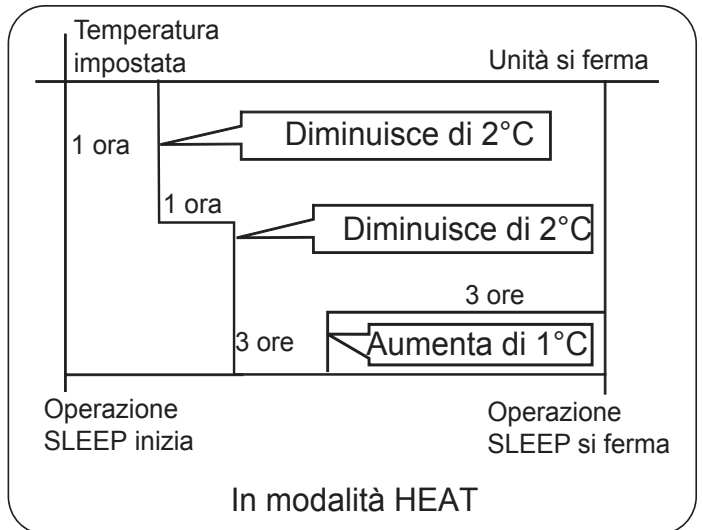 Temperatura
impostata
Unità si ferma
1 ora
Diminuisce di 2°C
1 ora
Diminuisce di 2°C
3 ore
3 ore
Aumenta di 1°C
Operazione
SLEEP inizia
Operazione
SLEEP si ferma
In modalità HEAT